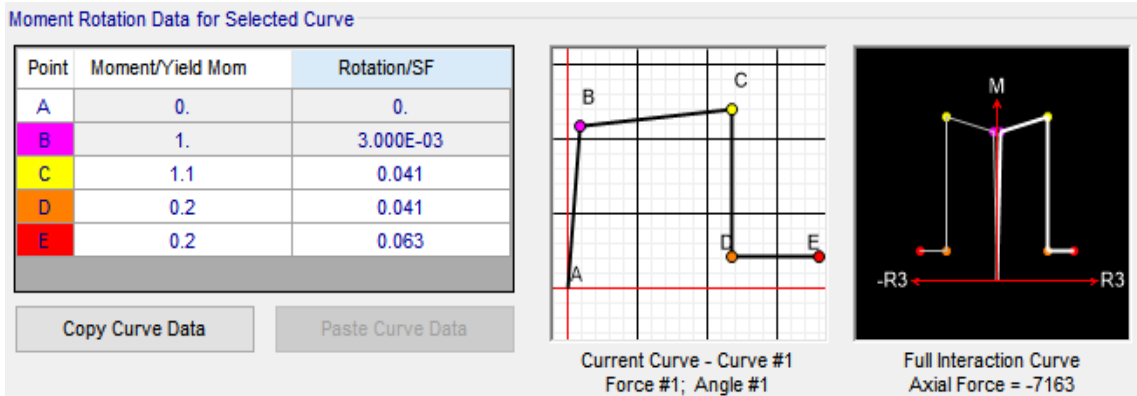 Moment Rotation Data for Selected Curve
Point Moment/Yield Mom Rotation/SF
A 0. 0.
B 1. 3.000E-03
C 1.1 0.041
D 0.2 0.041
E 0.2 0.063
Copy Curve Data Paste Curve Data
A
B
C
D
E
Current Curve - Curve #1
Force #1; Angle #1
M
-R3 R3
Full Interaction Curve
Axial Force = -7163